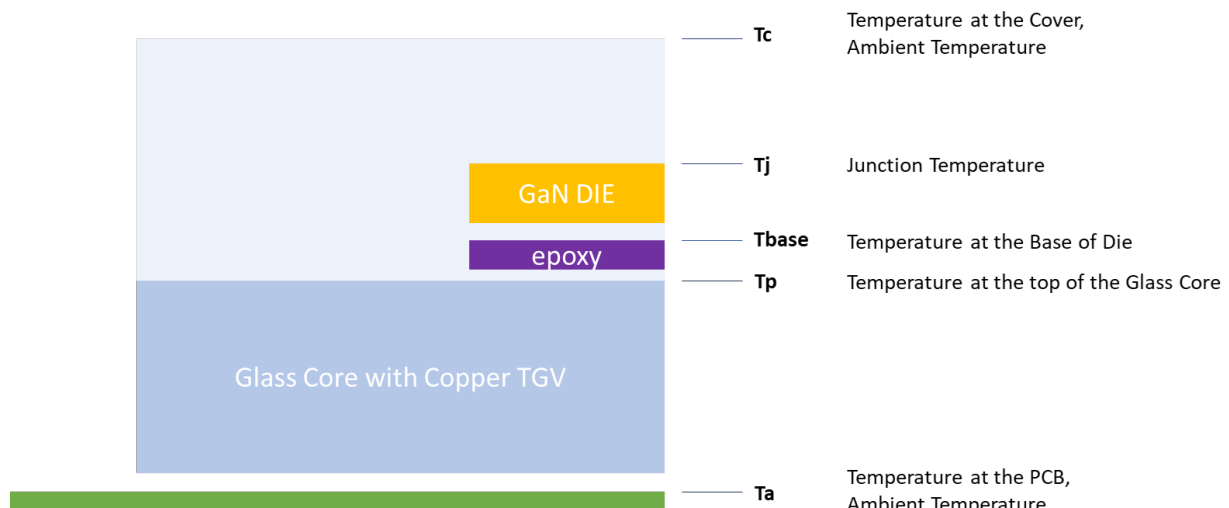 Tc
Temperature at the Cover,
Ambient Temperature
GaN DIE
Tj
Junction Temperature
epoxy
Tbase
Temperature at the Base of Die
Tp
Temperature at the top of the Glass Core
Glass Core with Copper TGV
Ta
Temperature at the PCB,
Ambient Temperature